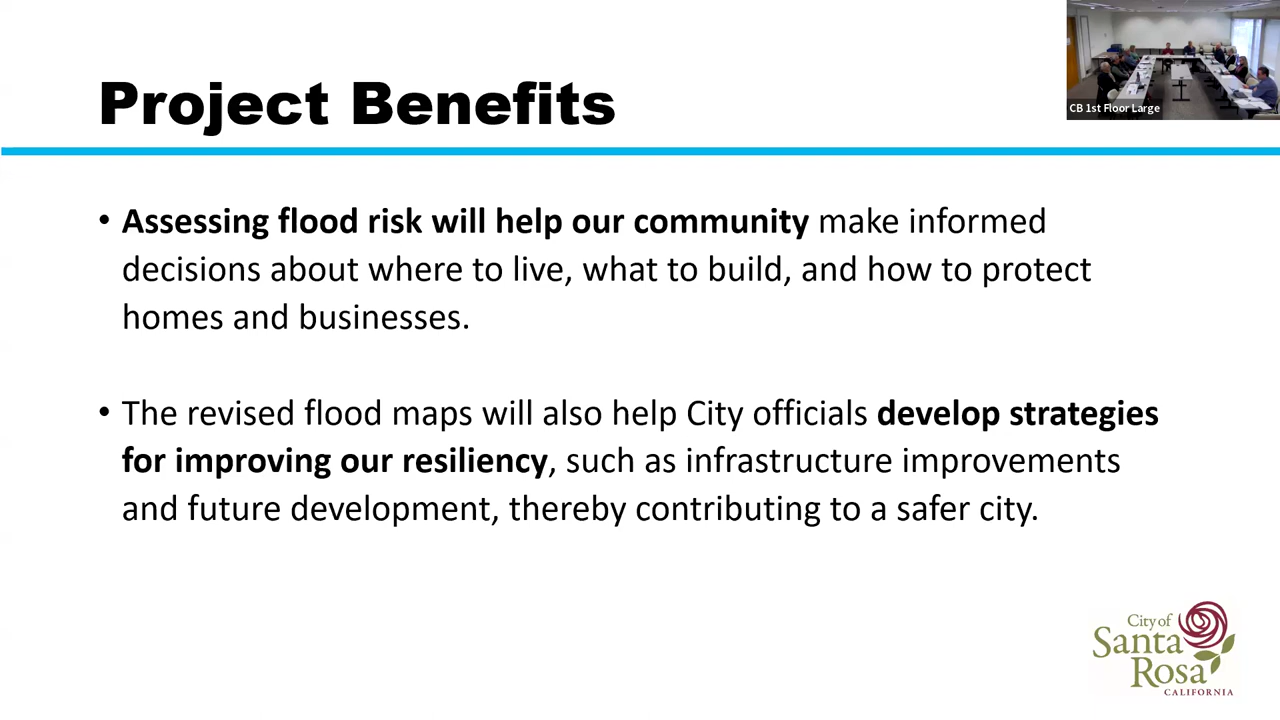 CB 1st Floor Large
Project Benefits
• Assessing flood risk will help our community make informed
decisions about where to live, what to build, and how to protect
homes and businesses.
• The revised flood maps will also help City officials develop strategies
for improving our resiliency, such as infrastructure improvements
and future development, thereby contributing to a safer city.
City of
Santa
Rosa
CALIFORNIA